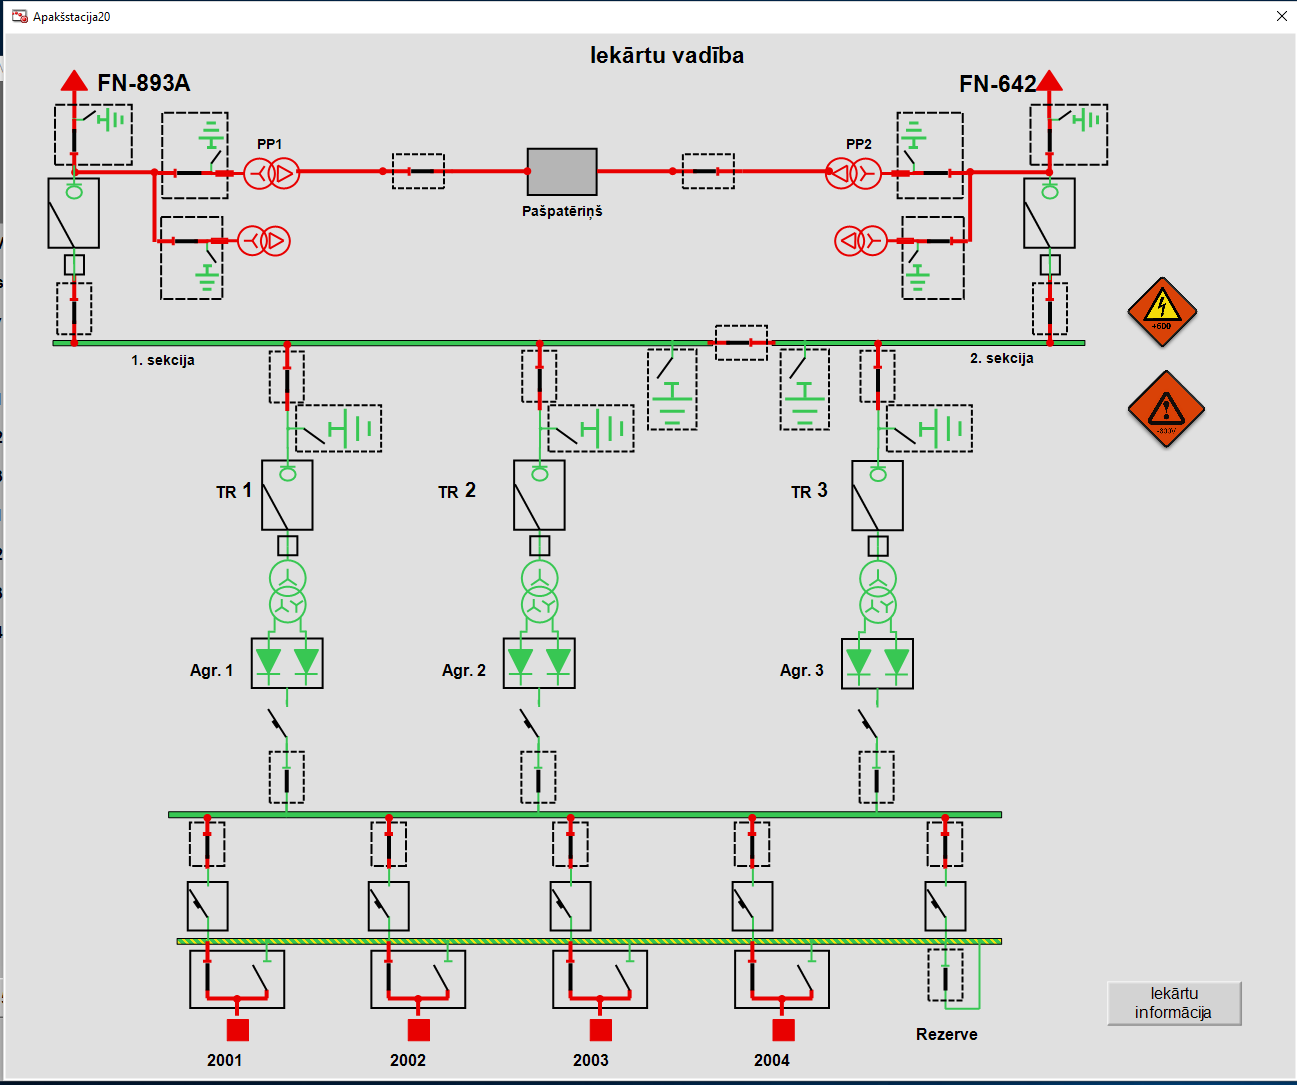 Apakšstacija20
Iekārtu vadība
FN-893A
FN-642
PP1
PP2
Pašpatēriņš
1. sekcija
2. sekcija
+600
TR 1
TR 2
TR 3
Agr. 1
Agr. 2
Agr. 3
Iekārtu
informācija
Rezerve
2001
2002
2003
2004